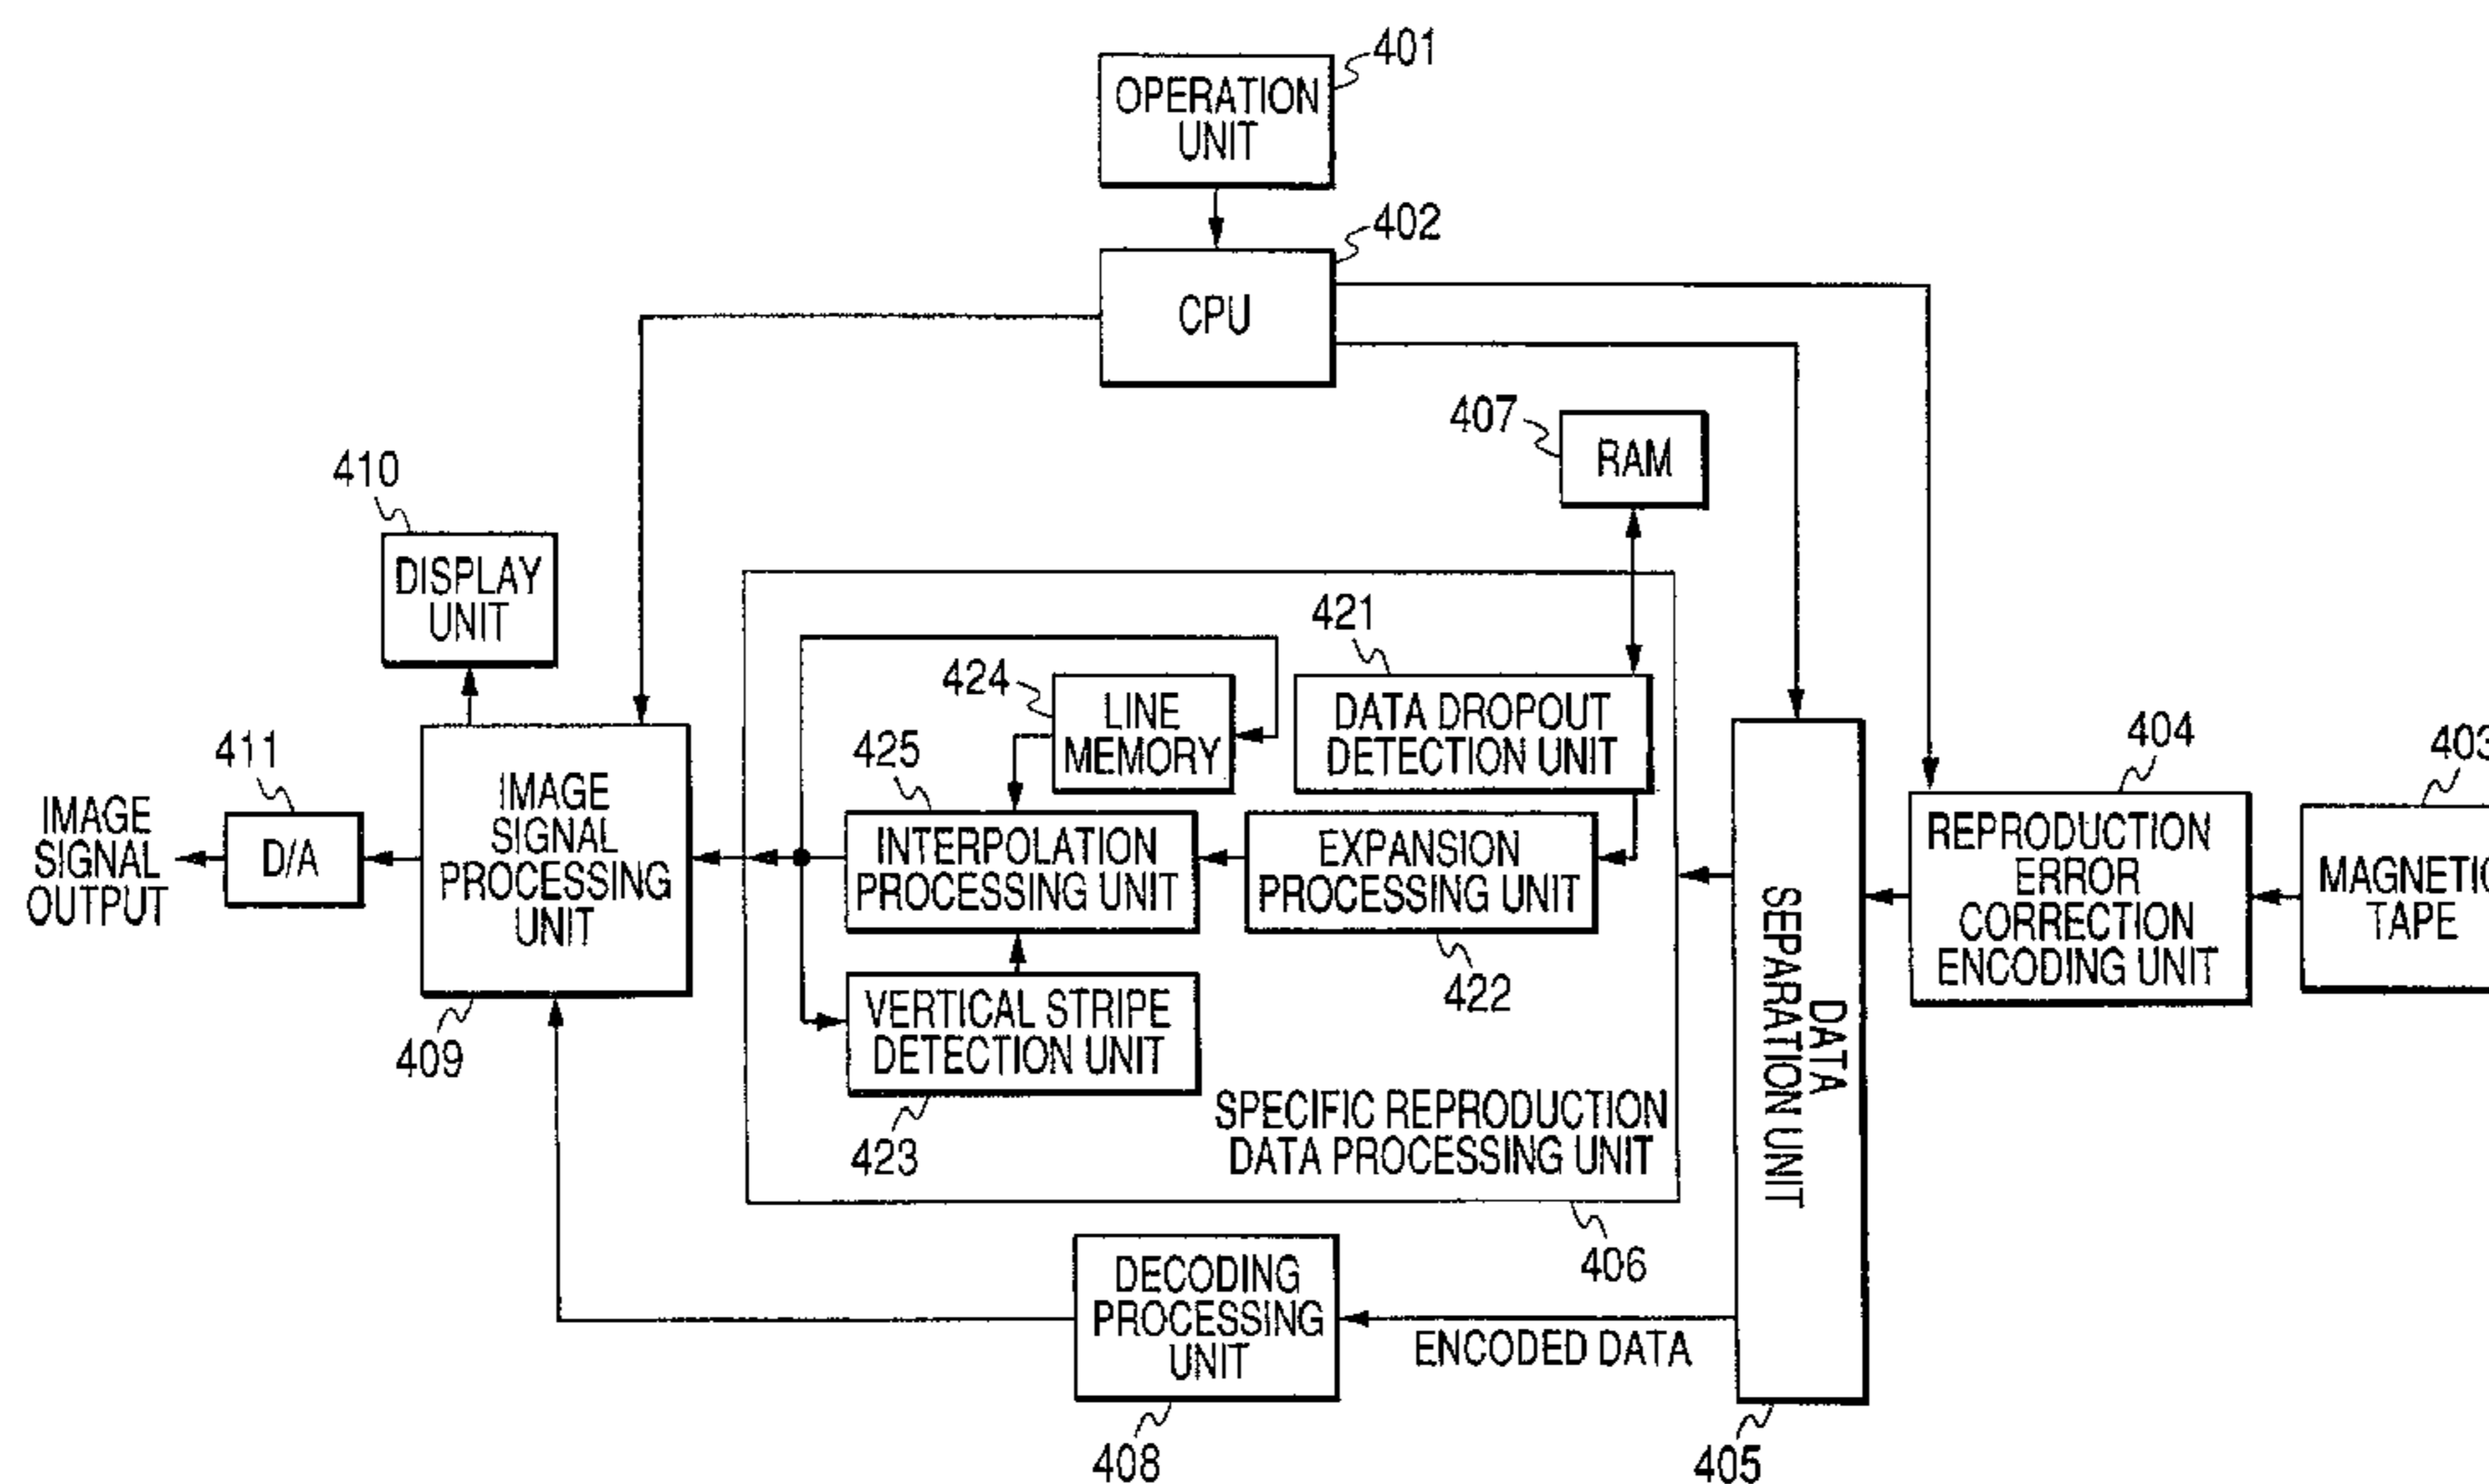 401
OPERATION
UNIT
402
CPU
407
RAM
410
DISPLAY
UNIT
421
DATA DROPOUT
DETECTION UNIT
424
LINE
MEMORY
425
INTERPOLATION
PROCESSING UNIT
EXPANSION
PROCESSING UNIT
422
VERTICAL STRIPE
DETECTION UNIT
423
SPECIFIC REPRODUCTION
DATA PROCESSING UNIT
406
411
D/A
IMAGE
SIGNAL
OUTPUT
IMAGE
SIGNAL
PROCESSING
UNIT
409
DATA
SEPARATION UNIT
405
404
REPRODUCTION
ERROR
CORRECTION
ENCODING UNIT
403
MAGNETIC
TAPE
DECODING
PROCESSING
UNIT
408
ENCODED DATA